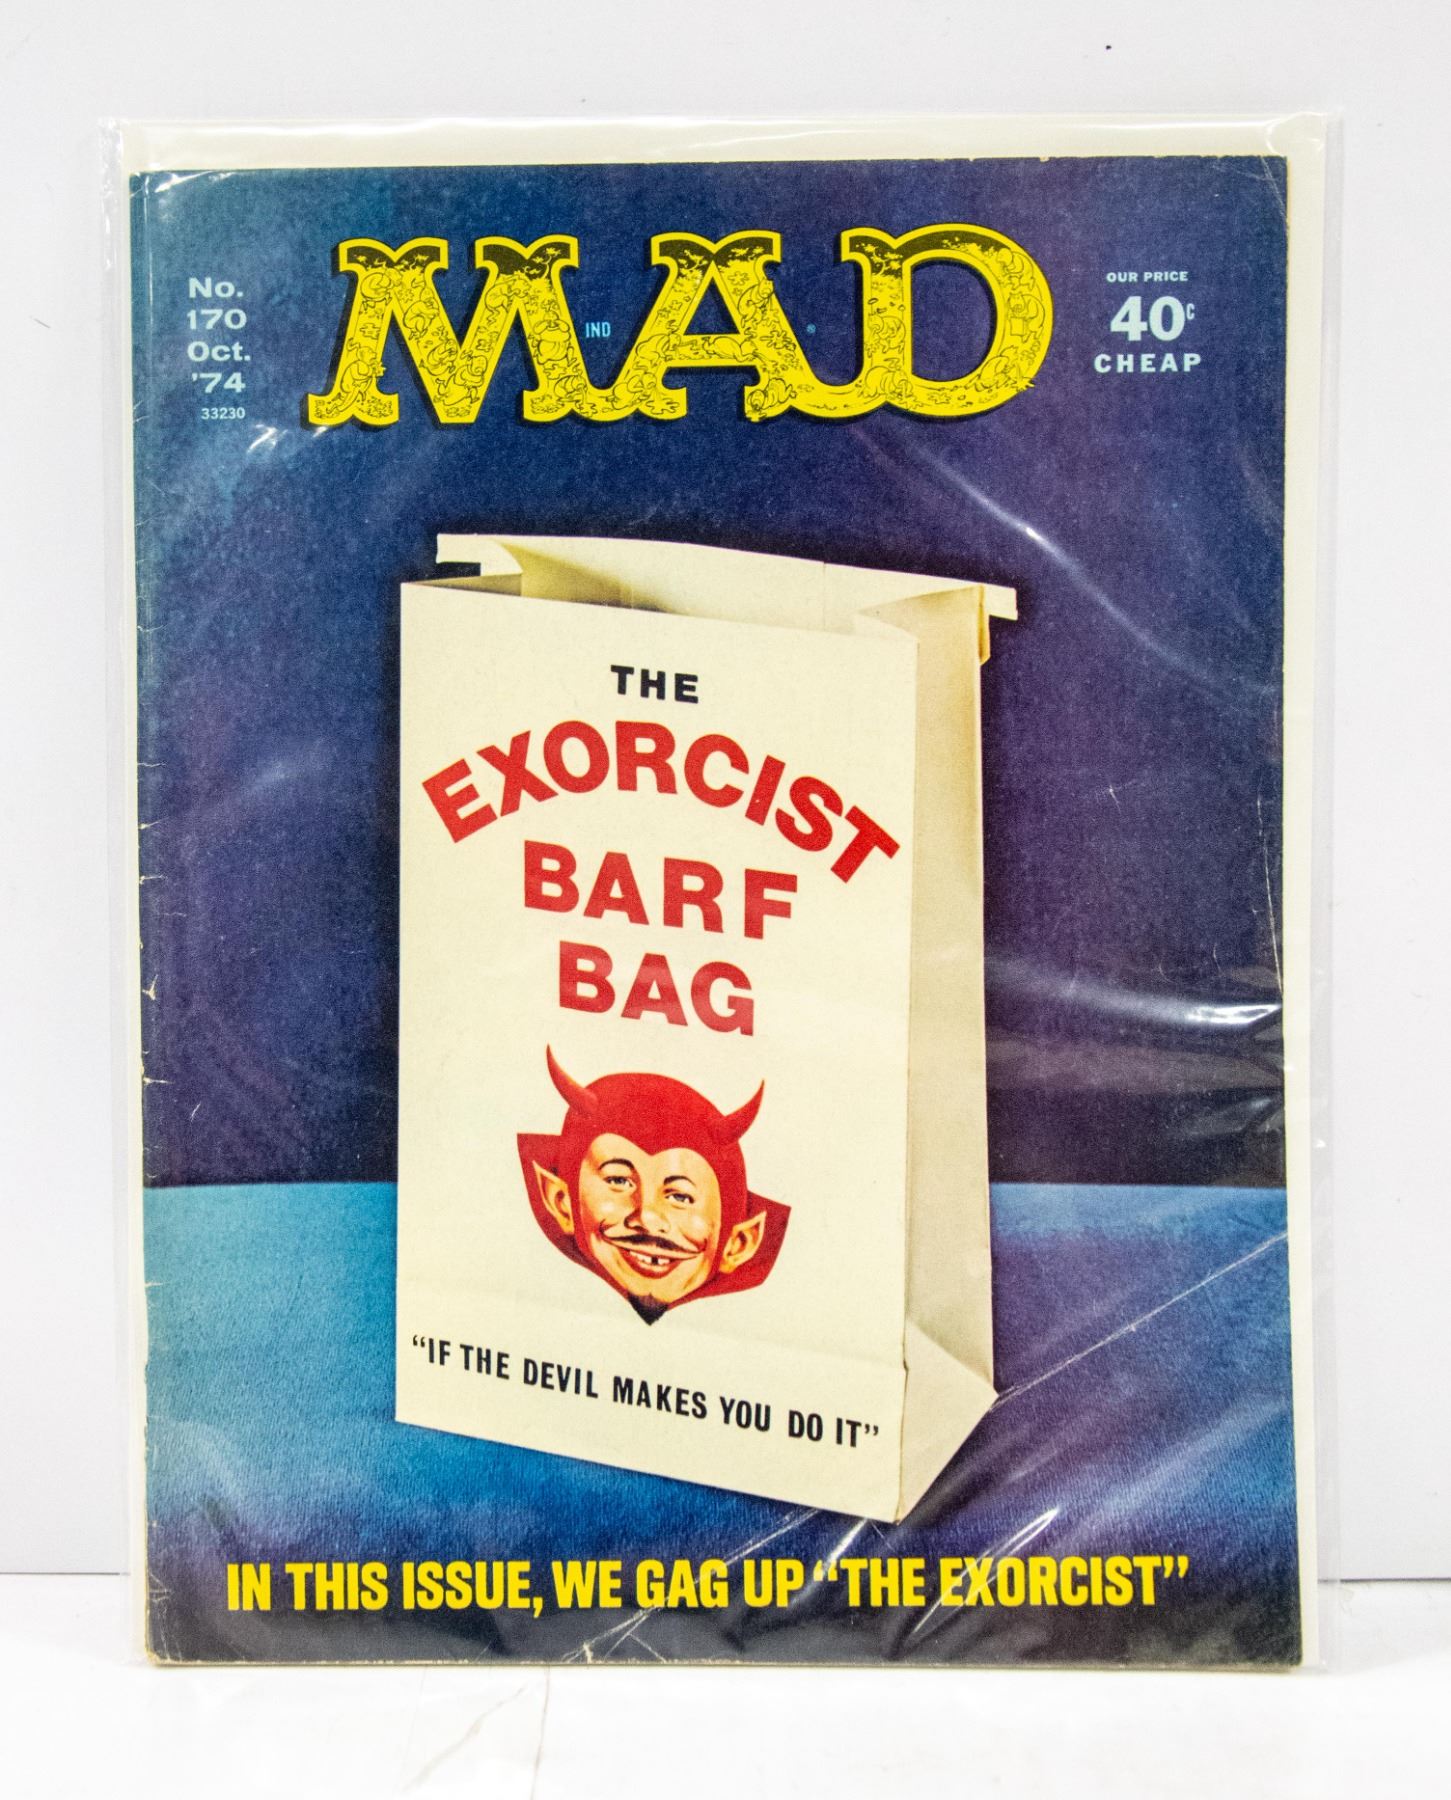 MAD
IND
®
No.
170
Oct.
'74
33230
OUR PRICE
40¢
CHEAP
THE
EXORCIST
BARF
BAG
"IF THE DEVIL MAKES YOU DO IT"
IN THIS ISSUE, WE GAG UP "THE EXORCIST"